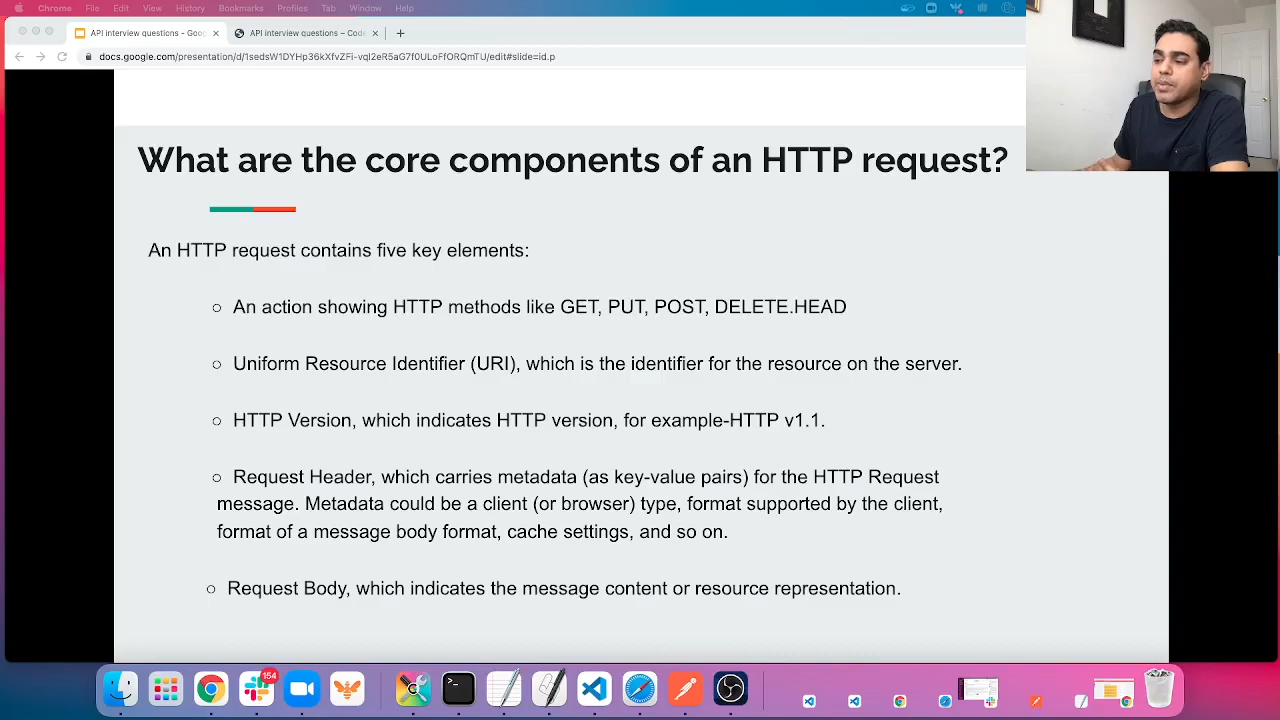 Chrome File Edit View History Bookmarks Profiles Tab Window Help
API interview questions - Goog
API interview questions – Code
docs.google.com/presentation/d/1sedsW1DYHp36kXfvZFi-vql2eR5aG7f0ULoFfORQmTU/edit#slide=id.p
What are the core components of an HTTP request?
An HTTP request contains five key elements:
○ An action showing HTTP methods like GET, PUT, POST, DELETE.HEAD
○ Uniform Resource Identifier (URI), which is the identifier for the resource on the server.
○ HTTP Version, which indicates HTTP version, for example-HTTP v1.1.
○ Request Header, which carries metadata (as key-value pairs) for the HTTP Request
message. Metadata could be a client (or browser) type, format supported by the client,
format of a message body format, cache settings, and so on.
○ Request Body, which indicates the message content or resource representation.
154